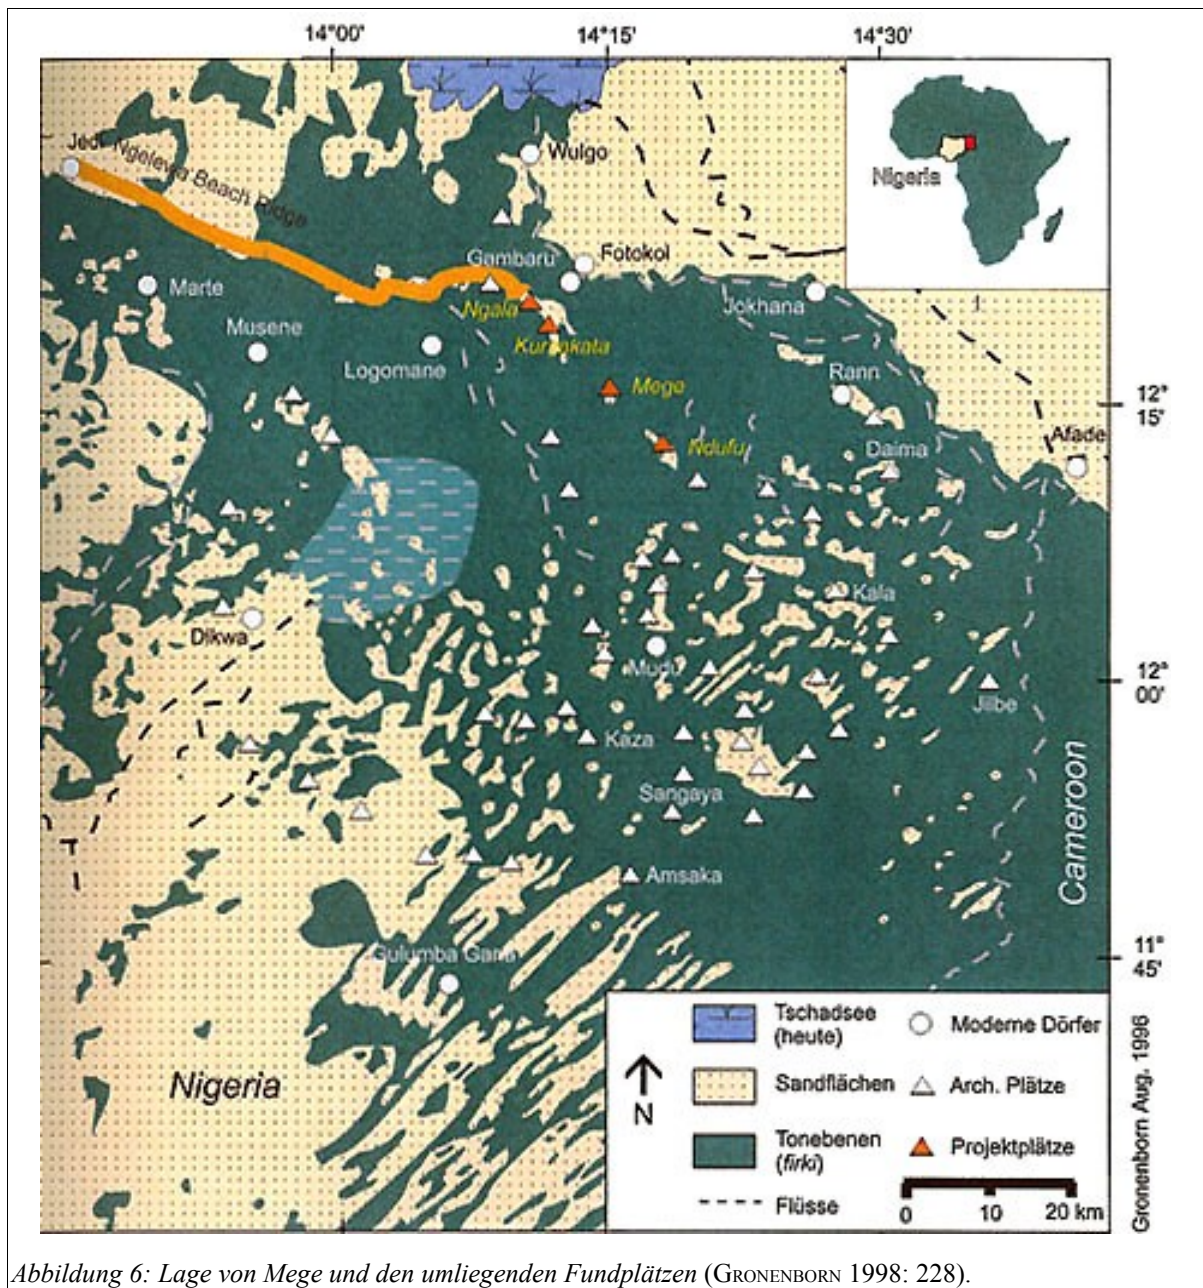 14°00' 14°15' 14°30'
Wulgo
Ngelewa Beach Ridge
Nigeria
Gambaru
Fotokol
Marte
Ngala
Jokhana
Musene
Logomane
Rann
Mege
12°
15'
Afade
Ndufu
Daima
Kala
Dikwa
Mudu
12°
00'
Jilbe
Kaza
Sangaya
Cameroon
Amsaka
Gulumba Gana
11°
45'
Nigeria
N
Tschadsee
(heute)
Sandflächen
Tonebenen
(firki)
Flüsse
Moderne Dörfer
Arch. Plätze
Projektplätze
0 10 20 km
Gronenborn Aug. 1996
Abbildung 6: Lage von Mege und den umliegenden Fundplätzen (GRONENBORN 1998: 228).